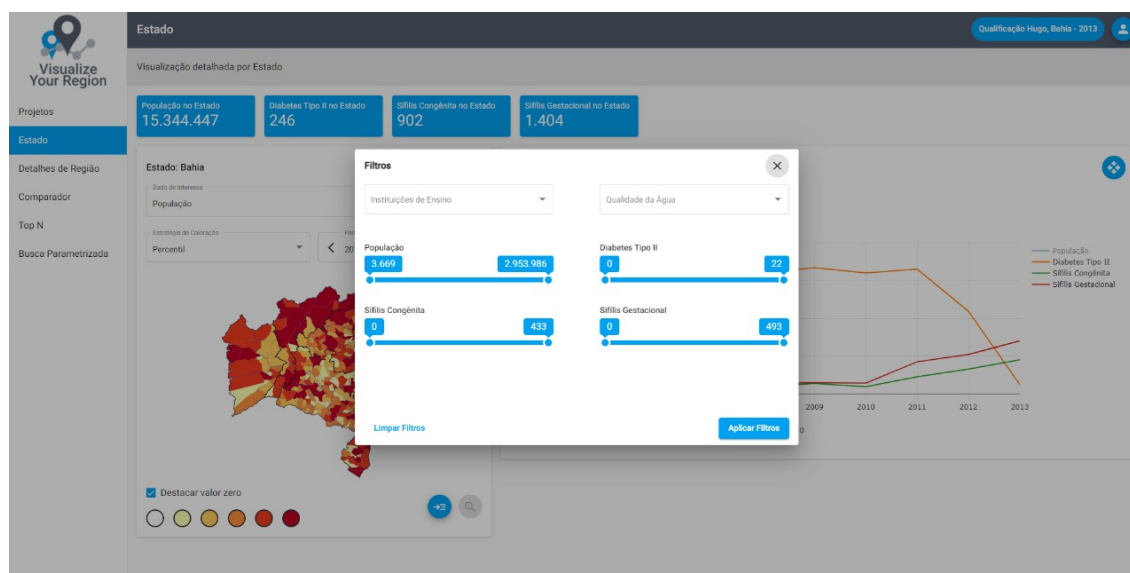 Visualize
Your Region
Projetos
Estado
Detalhes de Região
Comparador
Top N
Busca Parametrizada
Estado
Qualificação Hugo, Bahia - 2013
Visualização detalhada por Estado
População no Estado
15.344.447
Diabetes Tipo II no Estado
246
Sífilis Congênita no Estado
902
Sífilis Gestacional no Estado
1.404
Estado: Bahia
Dado de Interesse
População
Estratégia de Coloração
Percentil
Per
20
Destacar valor zero
Filtros
Instituições de Ensino
Qualidade da Água
População
3.669
2.953.986
Diabetes Tipo II
0
22
Sífilis Congênita
0
433
Sífilis Gestacional
0
493
Limpar Filtros
Aplicar Filtros
População
Diabetes Tipo II
Sífilis Congênita
Sífilis Gestacional
2009
2010
2011
2012
2013
o